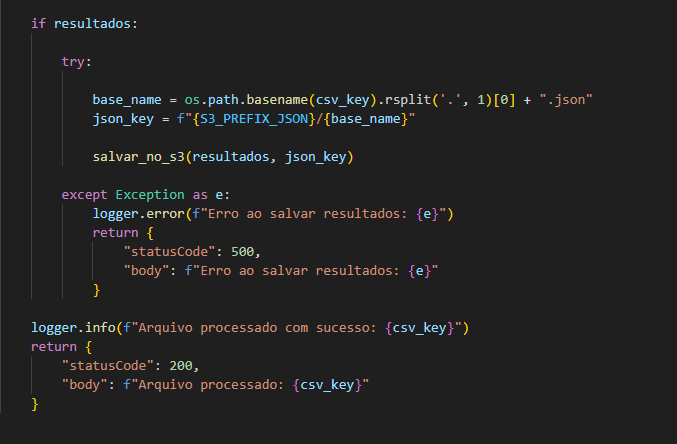 if resultados:
try:
base_name = os.path.basename(csv_key).rsplit('.', 1)[0] + ".json"
json_key = f"{S3_PREFIX_JSON}/{base_name}"
salvar_no_s3(resultados, json_key)
except Exception as e:
logger.error(f"Erro ao salvar resultados: {e}")
return {
"statusCode": 500,
"body": f"Erro ao salvar resultados: {e}"
}
logger.info(f"Arquivo processado com sucesso: {csv_key}")
return {
"statusCode": 200,
"body": f"Arquivo processado: {csv_key}"
}